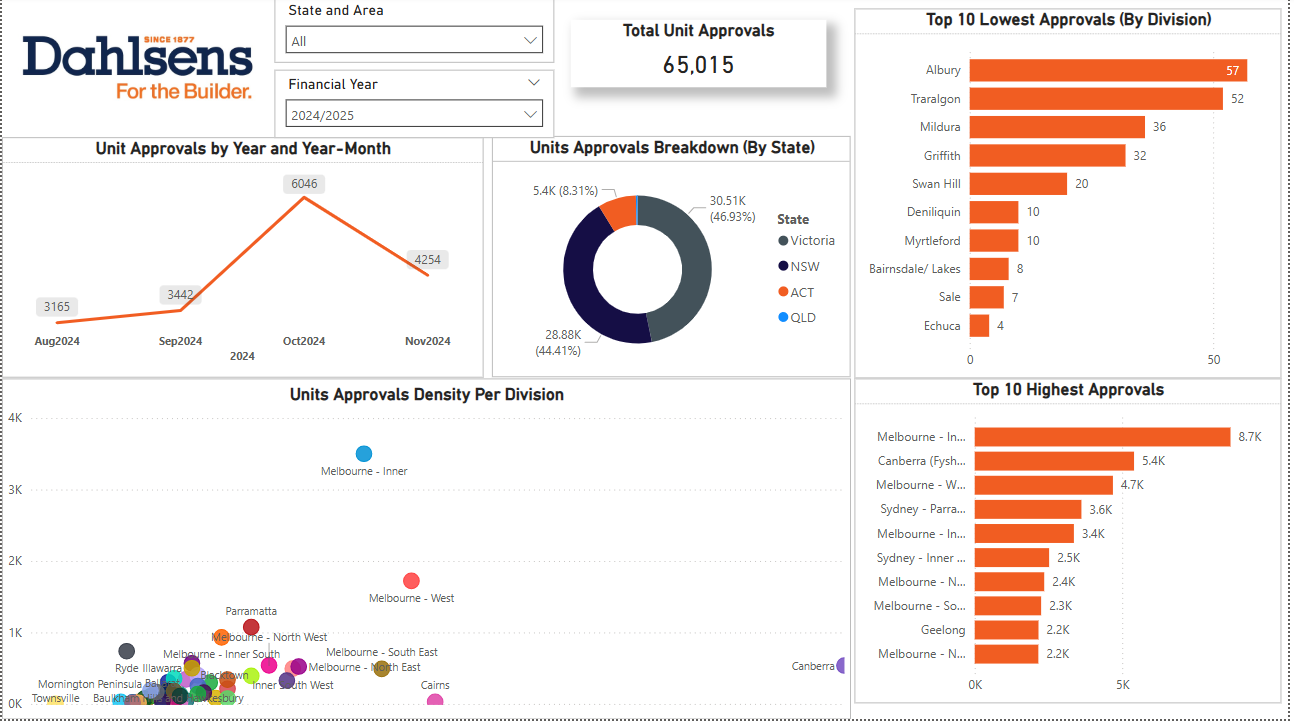 SINCE 1877
Dahlsens
For the Builder.
State and Area
All
Financial Year
2024/2025
Total Unit Approvals
65,015
Top 10 Lowest Approvals (By Division)
Albury 57
Traralgon 52
Mildura 36
Griffith 32
Swan Hill 20
Deniliquin 10
Myrtleford 10
Bairnsdale/ Lakes 8
Sale 7
Echuca 4
0 50
Unit Approvals by Year and Year-Month
6046
4254
3442
3165
Aug2024 Sep2024 Oct2024 Nov2024
2024
Units Approvals Breakdown (By State)
5.4K (8.31%)
30.51K
(46.93%)
28.88K
(44.41%)
State
Victoria
NSW
ACT
QLD
Units Approvals Density Per Division
4K
3K
2K
1K
0K
Melbourne - Inner
Melbourne - West
Parramatta
Melbourne - North West
Melbourne - Inner South
Melbourne - South East
Ryde
Illawarra
Blacktown
Melbourne - North East
Canberra
Mornington Peninsula
Inner South West
Cairns
Townsville
Baulkham Hills and Hawkesbury
Top 10 Highest Approvals
Melbourne - In... 8.7K
Canberra (Fysh... 5.4K
Melbourne - W... 4.7K
Sydney - Parra... 3.6K
Melbourne - In... 3.4K
Sydney - Inner ... 2.5K
Melbourne - N... 2.4K
Melbourne - So... 2.3K
Geelong 2.2K
Melbourne - N... 2.2K
0K 5K